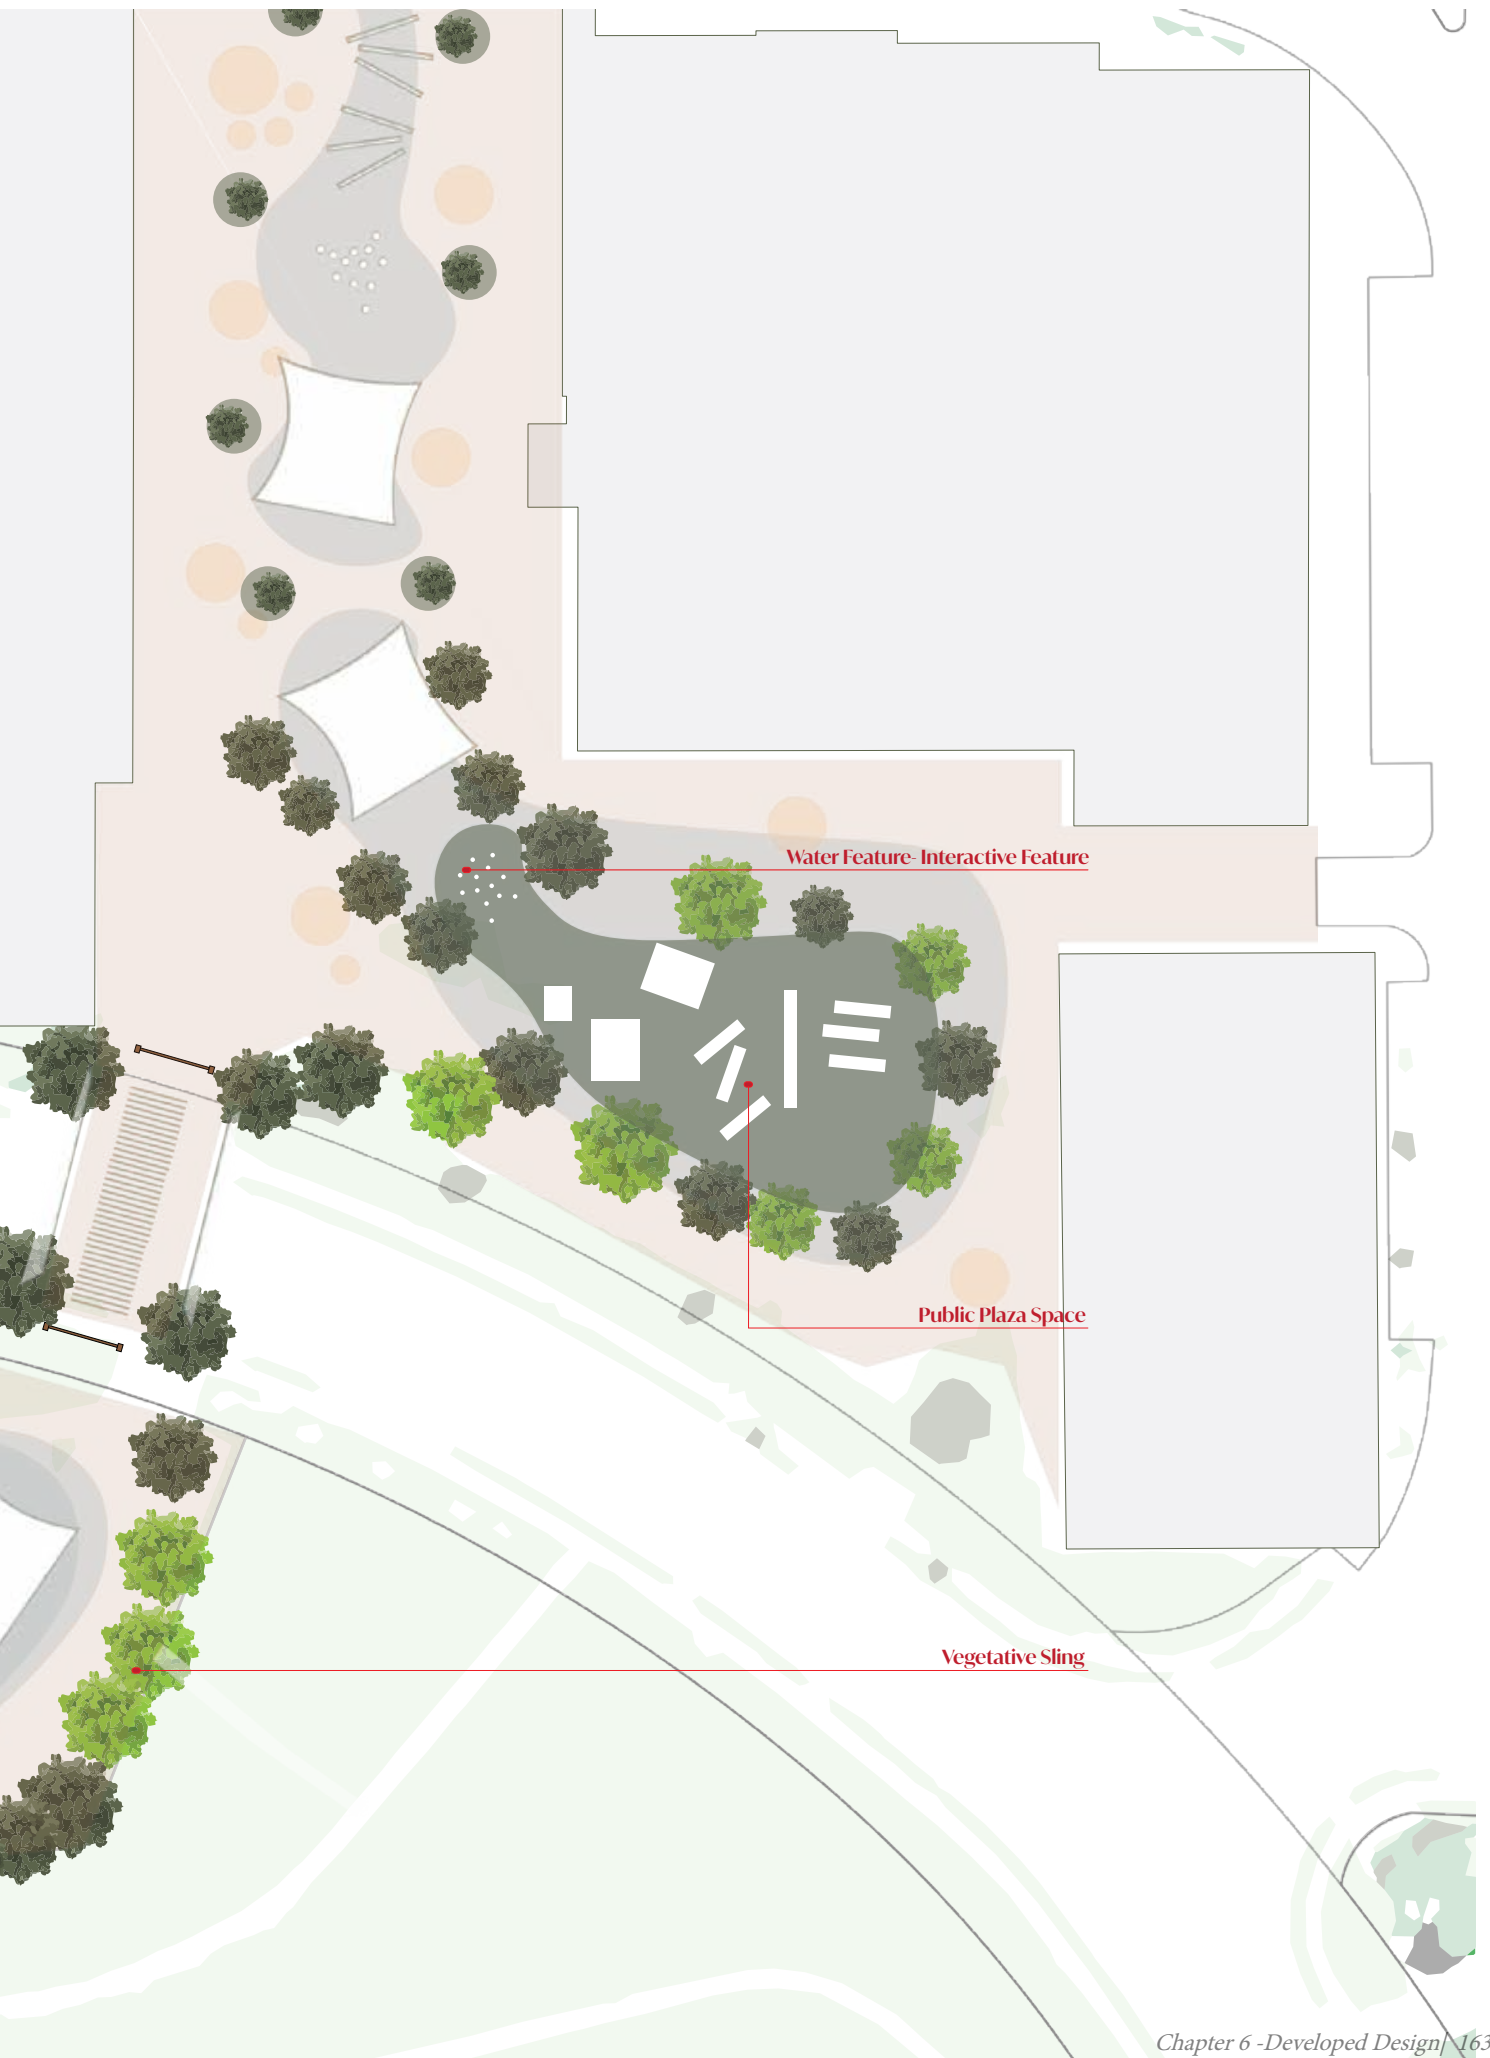 Water Feature- Interactive Feature
Public Plaza Space
Vegetative Sling
Chapter 6 -Developed Design| 163